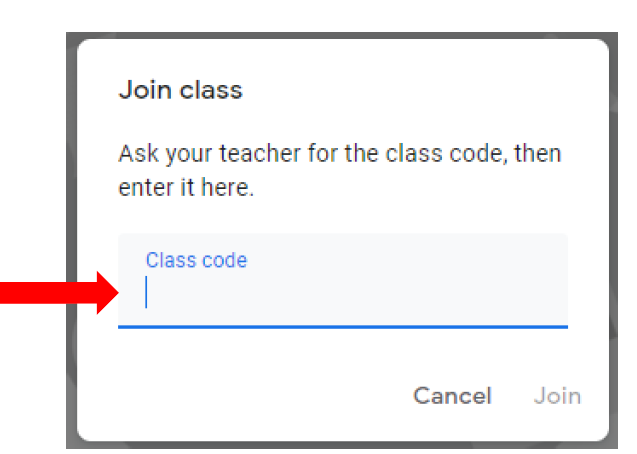 Join class
Ask your teacher for the class code, then
enter it here.
Class code
Cancel Join